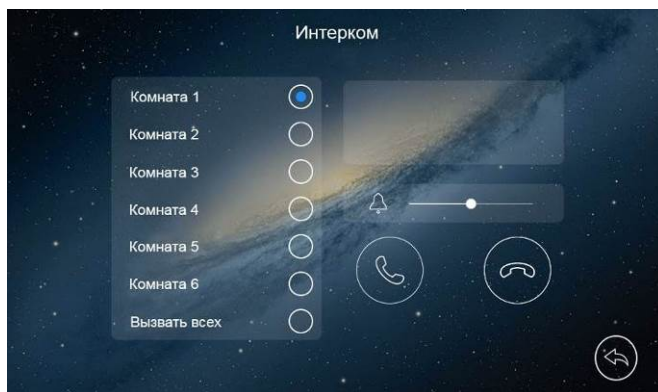 Интерком
Комната 1
Комната 2
Комната 3
Комната 4
Комната 5
Комната 6
Вызвать всех